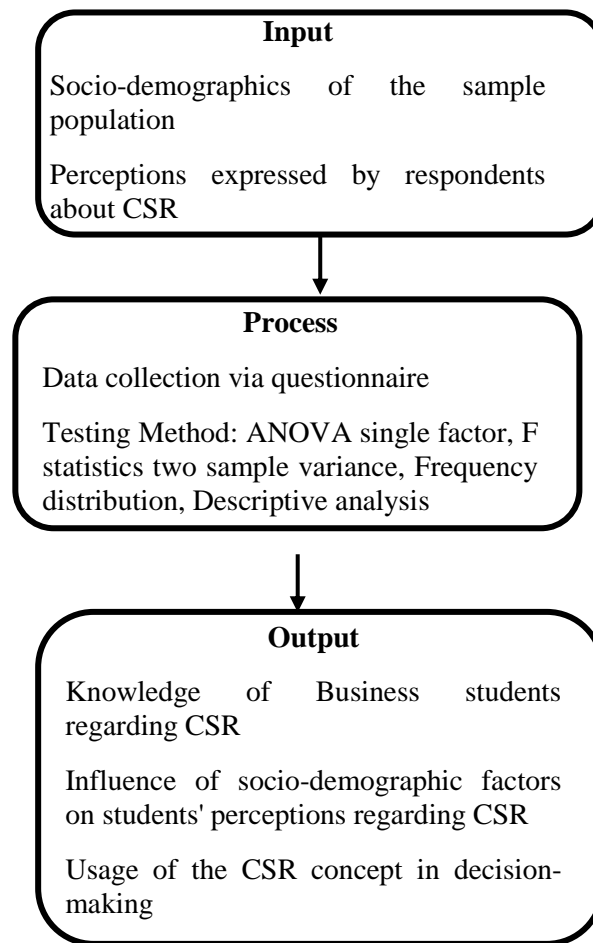 Input
Socio-demographics of the sample
population
Perceptions expressed by respondents
about CSR
Process
Data collection via questionnaire
Testing Method: ANOVA single factor, F
statistics two sample variance, Frequency
distribution, Descriptive analysis
Output
Knowledge of Business students
regarding CSR
Influence of socio-demographic factors
on students' perceptions regarding CSR
Usage of the CSR concept in decision-
making